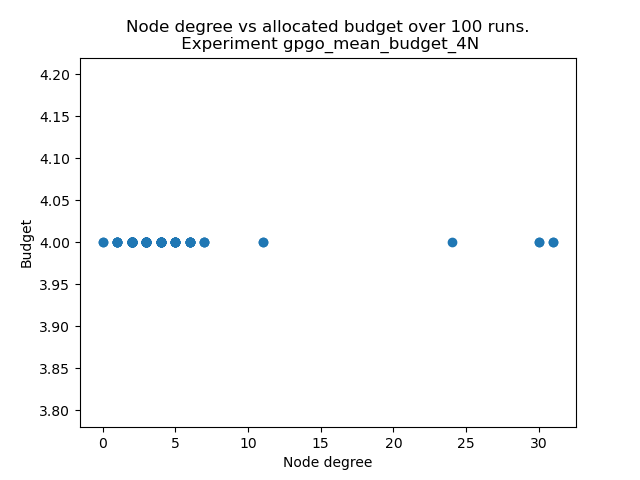 Node degree vs allocated budget over 100 runs.
Experiment gpgo_mean_budget_4N
4.20
4.15
4.10
4.05
4.00
3.95
3.90
3.85
3.80
Budget
0 5 10 15 20 25 30
Node degree